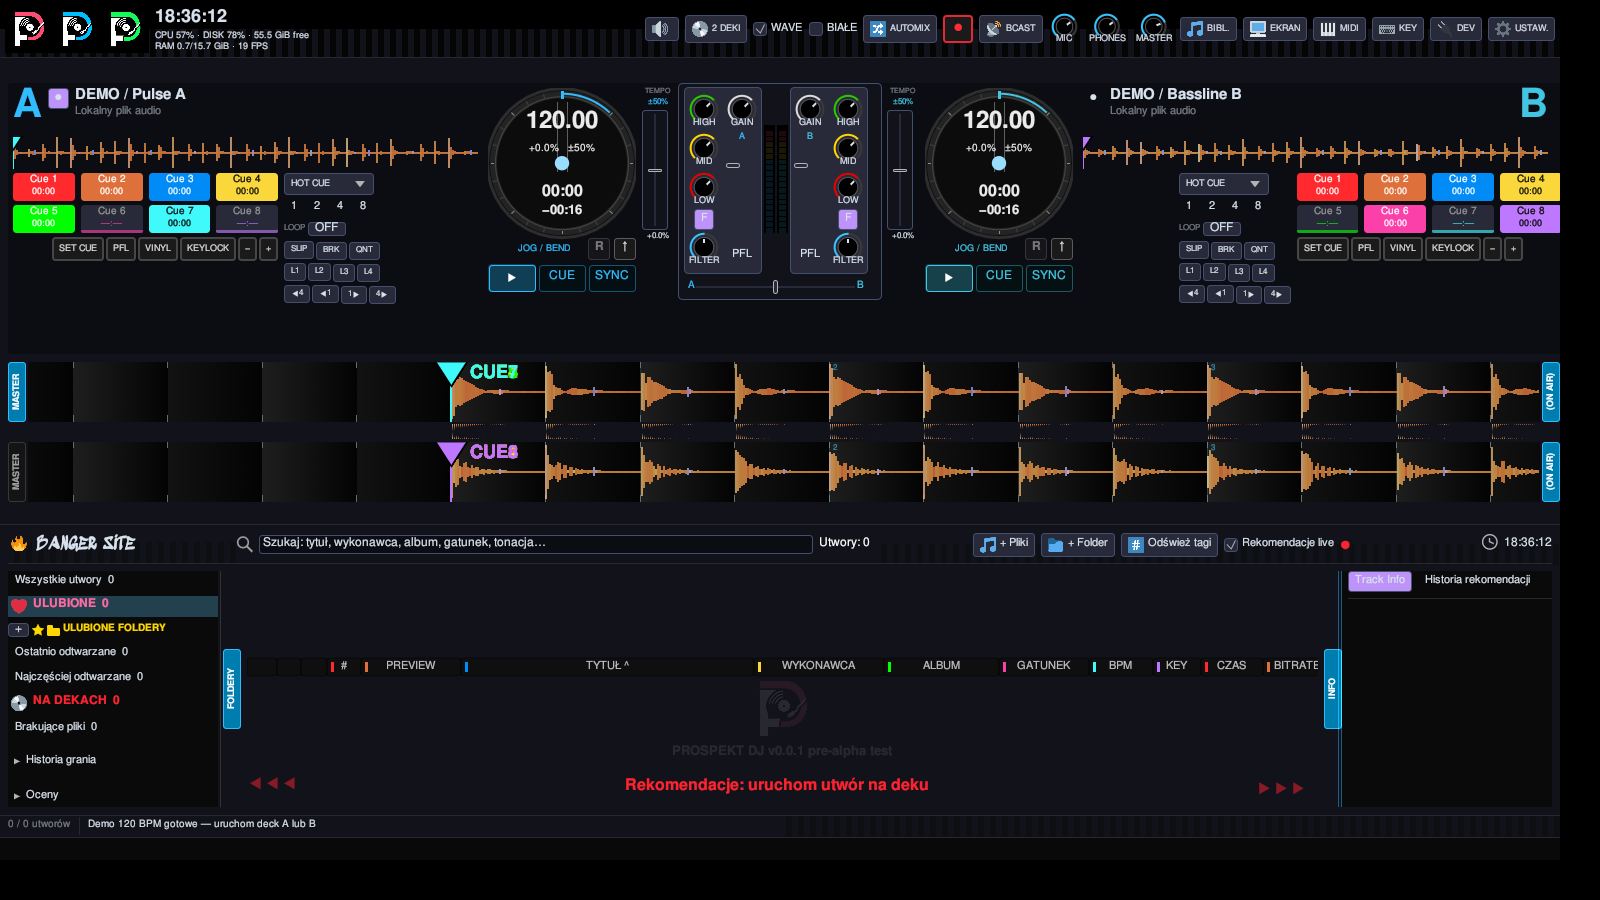 18:36:12
CPU 57% · DISK 78% · 55.5 GiB free
RAM 0.7/15.7 GiB · 19 FPS
2 DEKI
WAVE
BIAŁE
AUTOMIX
BCAST
MIC
PHONES
MASTER
BIBL.
EKRAN
MIDI
KEY
DEV
USTAW.
A
DEMO / Pulse A
Lokalny plik audio
Cue 1 00:00
Cue 2 00:00
Cue 3 00:00
Cue 4 00:00
Cue 5 00:00
Cue 6 —:—
Cue 7 00:00
Cue 8 —:—
HOT CUE
1 2 4 8
LOOP OFF
SET CUE PFL VINYL KEYLOCK − +
SLIP BRK QNT
L1 L2 L3 L4
◀4 ◀1 1▶ 4▶
120.00
+0.0% ±50%
00:00
−00:16
JOG / BEND R ↑
▶ CUE SYNC
TEMPO
±50%
+0.0%
HIGH GAIN
A
MID
LOW
F
FILTER PFL
GAIN HIGH
B
MID
LOW
F
PFL FILTER
A B
TEMPO
±50%
+0.0%
120.00
+0.0% ±50%
00:00
−00:16
JOG / BEND R ↑
▶ CUE SYNC
DEMO / Bassline B
Lokalny plik audio
B
HOT CUE
1 2 4 8
LOOP OFF
SLIP BRK QNT
L1 L2 L3 L4
◀4 ◀1 1▶ 4▶
Cue 1 00:00
Cue 2 00:00
Cue 3 00:00
Cue 4 00:00
Cue 5 —:—
Cue 6 00:00
Cue 7 —:—
Cue 8 00:00
SET CUE PFL VINYL KEYLOCK − +
MASTER
CUE
2
3
(ON AIR)
MASTER
CUE
2
3
(ON AIR)
BANGER SITE
Szukaj: tytuł, wykonawca, album, gatunek, tonacja…
Utwory: 0
+ Pliki
+ Folder
# Odśwież tagi
Rekomendacje live
18:36:12
Wszystkie utwory 0
ULUBIONE 0
+ ULUBIONE FOLDERY
Ostatnio odtwarzane 0
Najczęściej odtwarzane 0
NA DEKACH 0
Brakujące pliki 0
▶ Historia grania
▶ Oceny
FOLDERY
# PREVIEW TYTUŁ ^ WYKONAWCA ALBUM GATUNEK BPM KEY CZAS BITRATE
PROSPEKT DJ v0.0.1 pre-alpha test
Rekomendacje: uruchom utwór na deku
INFO
Track Info
Historia rekomendacji
0 / 0 utworów
Demo 120 BPM gotowe — uruchom deck A lub B